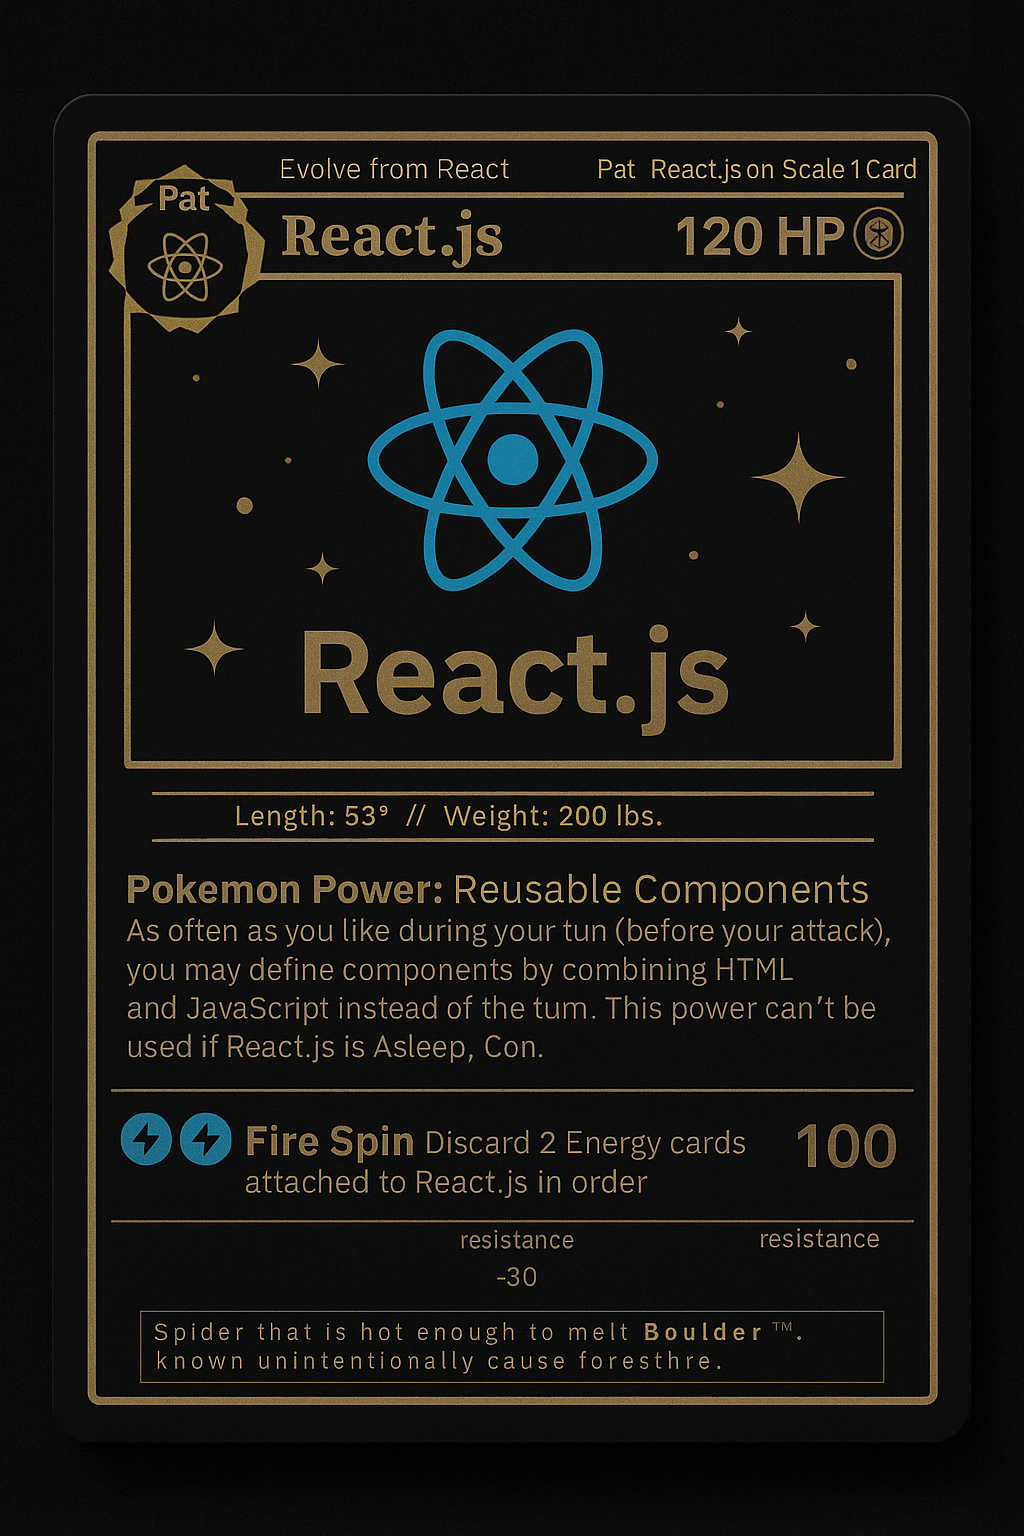 Evolve from React
Pat React.js on Scale 1 Card
Pat
React.js
120 HP
React.js
Length: 53⁹ // Weight: 200 lbs.
Pokemon Power: Reusable Components
As often as you like during your tun (before your attack),
you may define components by combining HTML
and JavaScript instead of the tum. This power can't be
used if React.js is Asleep, Con.
Fire Spin Discard 2 Energy cards
attached to React.js in order
100
resistance
resistance
-30
Spider that is hot enough to melt Boulder ™.
known unintentionally cause foresthre.